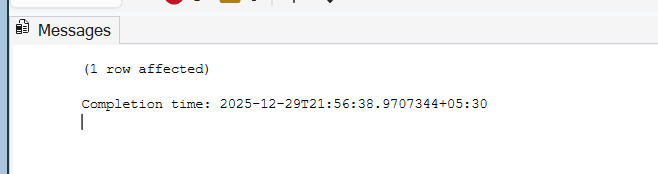 Messages
(1 row affected)
Completion time: 2025-12-29T21:56:38.9707344+05:30